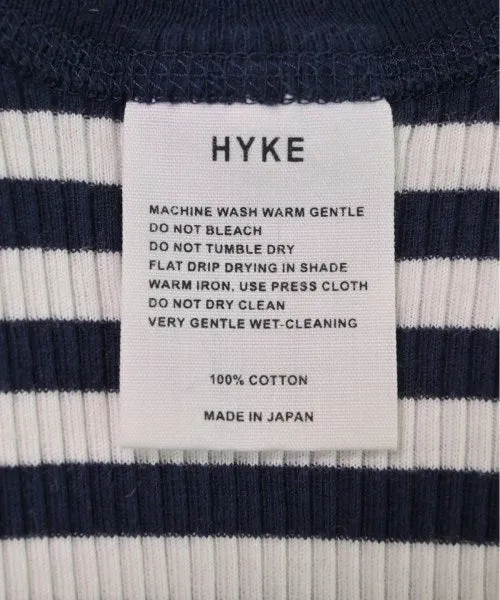 HYKE
MACHINE WASH WARM GENTLE
DO NOT BLEACH
DO NOT TUMBLE DRY
FLAT DRIP DRYING IN SHADE
WARM IRON, USE PRESS CLOTH
DO NOT DRY CLEAN
VERY GENTLE WET-CLEANING
100% COTTON
MADE IN JAPAN